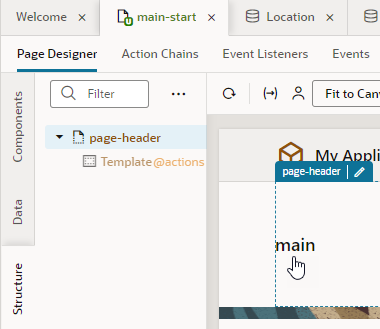 Welcome
main-start
Location
Page Designer
Action Chains
Event Listeners
Events
Components
Data
Structure
Filter
page-header
Template@actions
Fit to Can
My Appli
page-header
main